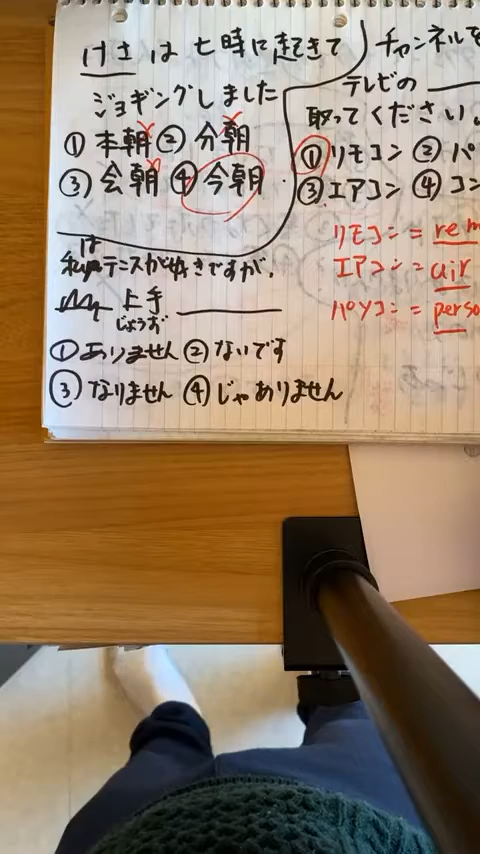 けさは七時に起きて
ジョギングしました
① 本朝 ② 分朝
③ 会朝 ④ 今朝
私はテニスが好きですが、
上手
じょうず
① ありません ② ないです
③ なりません ④ じゃありません
チャンネルを
テレビの
取ってください。
① リモコン ② パ
③ エアコン ④ コン
リモコン = rem
エアコン = air
パソコン = perso